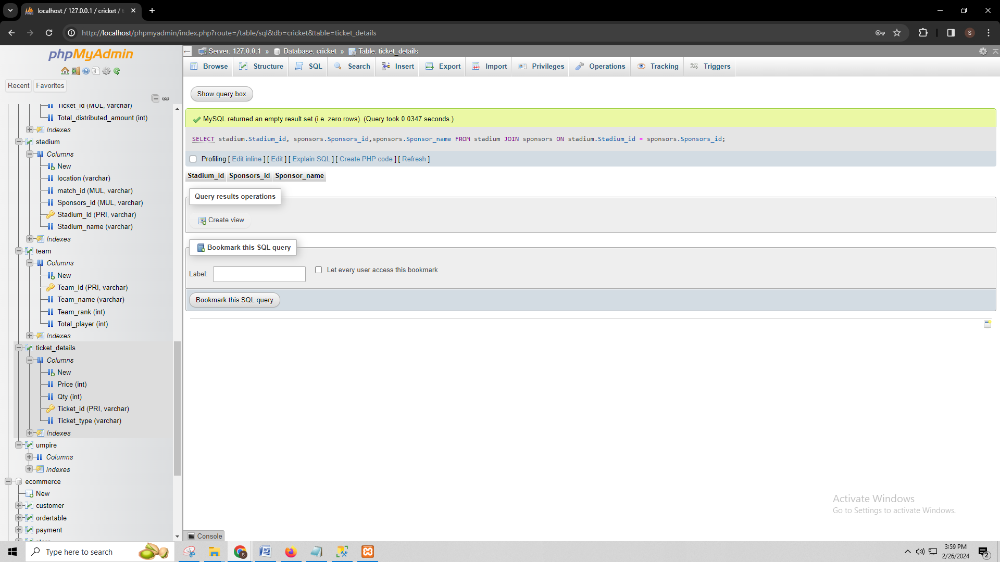 localhost / 127.0.0.1 / cricket / t
http://localhost/phpmyadmin/index.php?route=/table/sql&db=cricket&table=ticket_details
S
phpMyAdmin
Recent
Favorites
Ticket_id (MUL, varchar)
Total_distributed_amount (int)
Indexes
stadium
Columns
New
location (varchar)
match_id (MUL, varchar)
Sponsors_id (MUL, varchar)
Stadium_id (PRI, varchar)
Stadium_name (varchar)
Indexes
team
Columns
New
Team_id (PRI, varchar)
Team_name (varchar)
Team_rank (int)
Total_player (int)
Indexes
ticket_details
Columns
New
Price (int)
Qty (int)
Ticket_id (PRI, varchar)
Ticket_type (varchar)
Indexes
umpire
Columns
Indexes
ecommerce
New
customer
ordertable
payment
Server: 127.0.0.1 » Database: cricket » Table: ticket_details
Browse Structure SQL Search Insert Export Import Privileges Operations Tracking Triggers
Show query box
MySQL returned an empty result set (i.e. zero rows). (Query took 0.0347 seconds.)
SELECT stadium.Stadium_id, sponsors.Sponsors_id,sponsors.Sponsor_name FROM stadium JOIN sponsors ON stadium.Stadium_id = sponsors.Sponsors_id;
Profiling [ Edit inline ] [ Edit ] [ Explain SQL ] [ Create PHP code ] [ Refresh ]
Stadium_id Sponsors_id Sponsor_name
Query results operations
Create view
Bookmark this SQL query
Label:
Let every user access this bookmark
Bookmark this SQL query
Activate Windows
Go to Settings to activate Windows.
Console
Type here to search
3:59 PM
2/26/2024
2